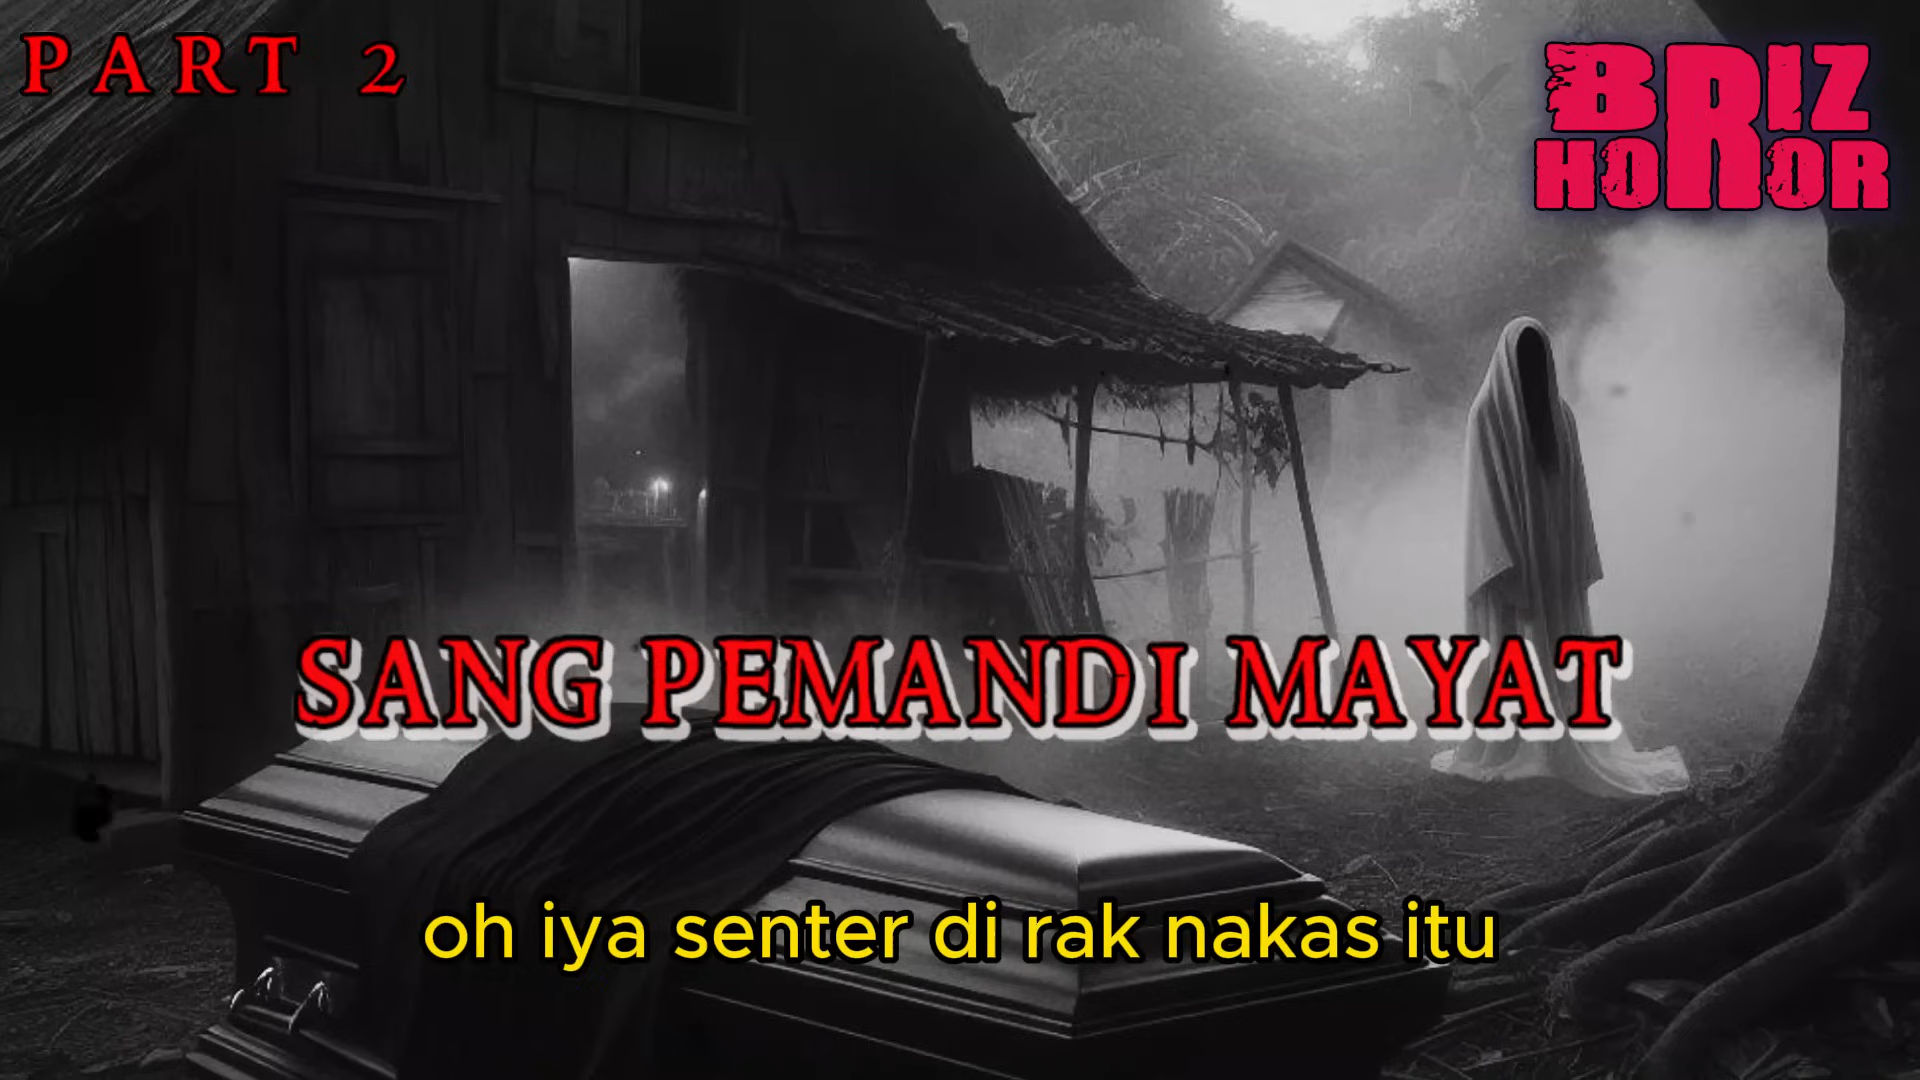 PART 2
BRIZ
HORROR
SANG PEMANDI MAYAT
oh iya senter di rak nakas itu